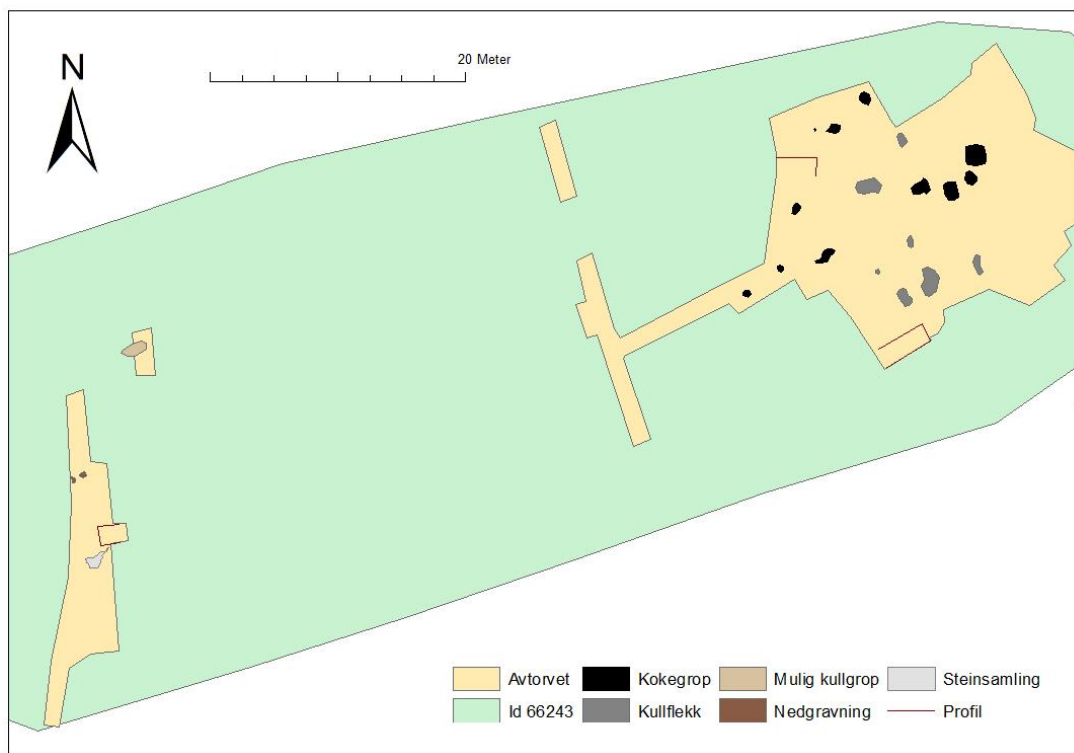 20 Meter
N
Avtorvet
Kokegrop
Mulig kullgrop
Steinsamling
Id 66243
Kullflekk
Nedgravning
Profil